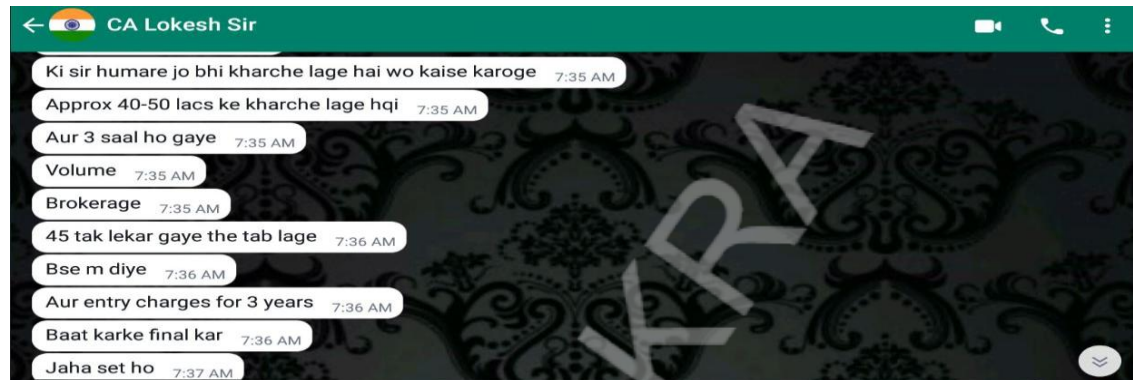 CA Lokesh Sir
Ki sir humare jo bhi kharche lage hai wo kaise karoge 7:35 AM
Approx 40-50 lacs ke kharche lage hqi 7:35 AM
Aur 3 saal ho gaye 7:35 AM
Volume 7:35 AM
Brokerage 7:35 AM
45 tak lekar gaye the tab lage 7:36 AM
Bse m diye 7:36 AM
Aur entry charges for 3 years 7:36 AM
Baat karke final kar 7:36 AM
Jaha set ho 7:37 AM
KRA